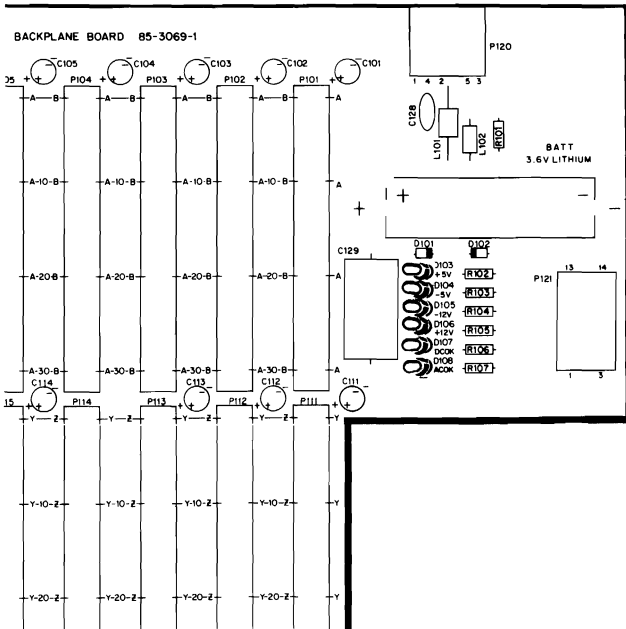 BACKPLANE BOARD 85-3069-1
C105 C104 C103 C102 C101
P104 P103 P102 P101
A B A B A B A B A
A-10-B A-10-B A-10-B A-10-B A
A-20-B A-20-B A-20-B A-20-B A
A-30-B A-30-B A-30-B A-30-B A
P120
1 4 2 5 3
C128
L101
L102
R101
BATT
3.6V LITHIUM
+ + - -
C129
D101 D102
D103
+5V
R102
D104
-5V
R103
D105
-12V
R104
D106
+12V
R105
D107
DCOK
R106
D108
ACOK
R107
P121
13 14
1 3
C114 C113 C112 C111
15 P114 P113 P112 P111
Y Z Y Z Y Z Y Z Y
Y-10-Z Y-10-Z Y-10-Z Y-10-Z Y
Y-20-Z Y-20-Z Y-20-Z Y-20-Z Y